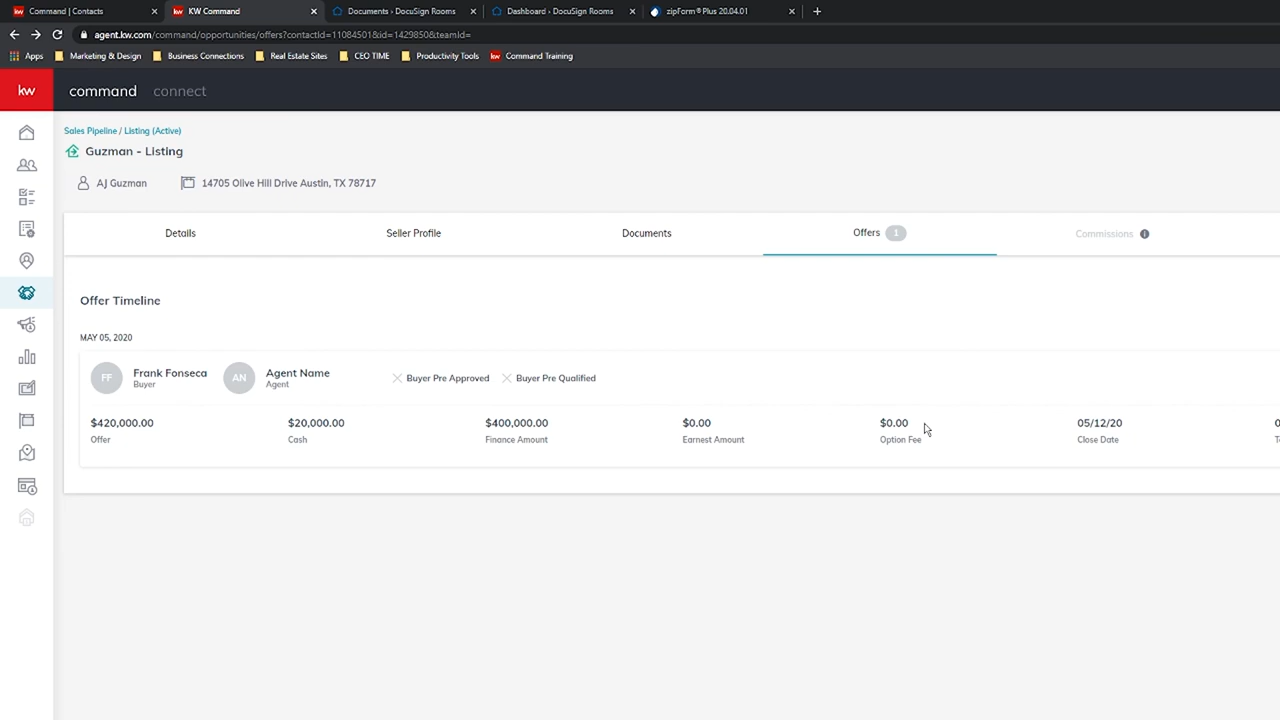 Command | Contacts
KW Command
Documents › DocuSign Rooms
Dashboard › DocuSign Rooms
zipForm® Plus 20.04.01
agent.kw.com/command/opportunities/offers?contactId=11084501&id=1429850&teamId=
Apps
Marketing & Design
Business Connections
Real Estate Sites
CEO TIME
Productivity Tools
kw Command Training
kw
command
connect
Sales Pipeline / Listing (Active)
Guzman - Listing
AJ Guzman
14705 Olive Hill Drive Austin, TX 78717
Details
Seller Profile
Documents
Offers 1
Commissions
Offer Timeline
MAY 05, 2020
FF
Frank Fonseca
Buyer
AN
Agent Name
Agent
Buyer Pre Approved
Buyer Pre Qualified
$420,000.00
Offer
$20,000.00
Cash
$400,000.00
Finance Amount
$0.00
Earnest Amount
$0.00
Option Fee
05/12/20
Close Date